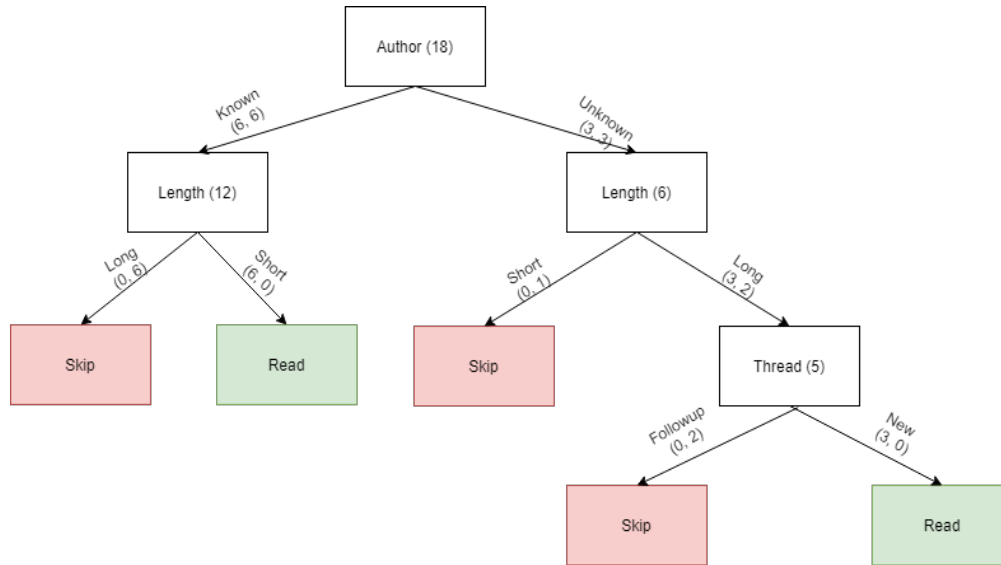 Author (18)
Known
(6, 6)
Unknown
(3, 3)
Length (12)
Length (6)
Long
(0, 6)
Short
(6, 0)
Short
(0, 1)
Long
(3, 2)
Skip
Read
Skip
Thread (5)
Followup
(0, 2)
New
(3, 0)
Skip
Read